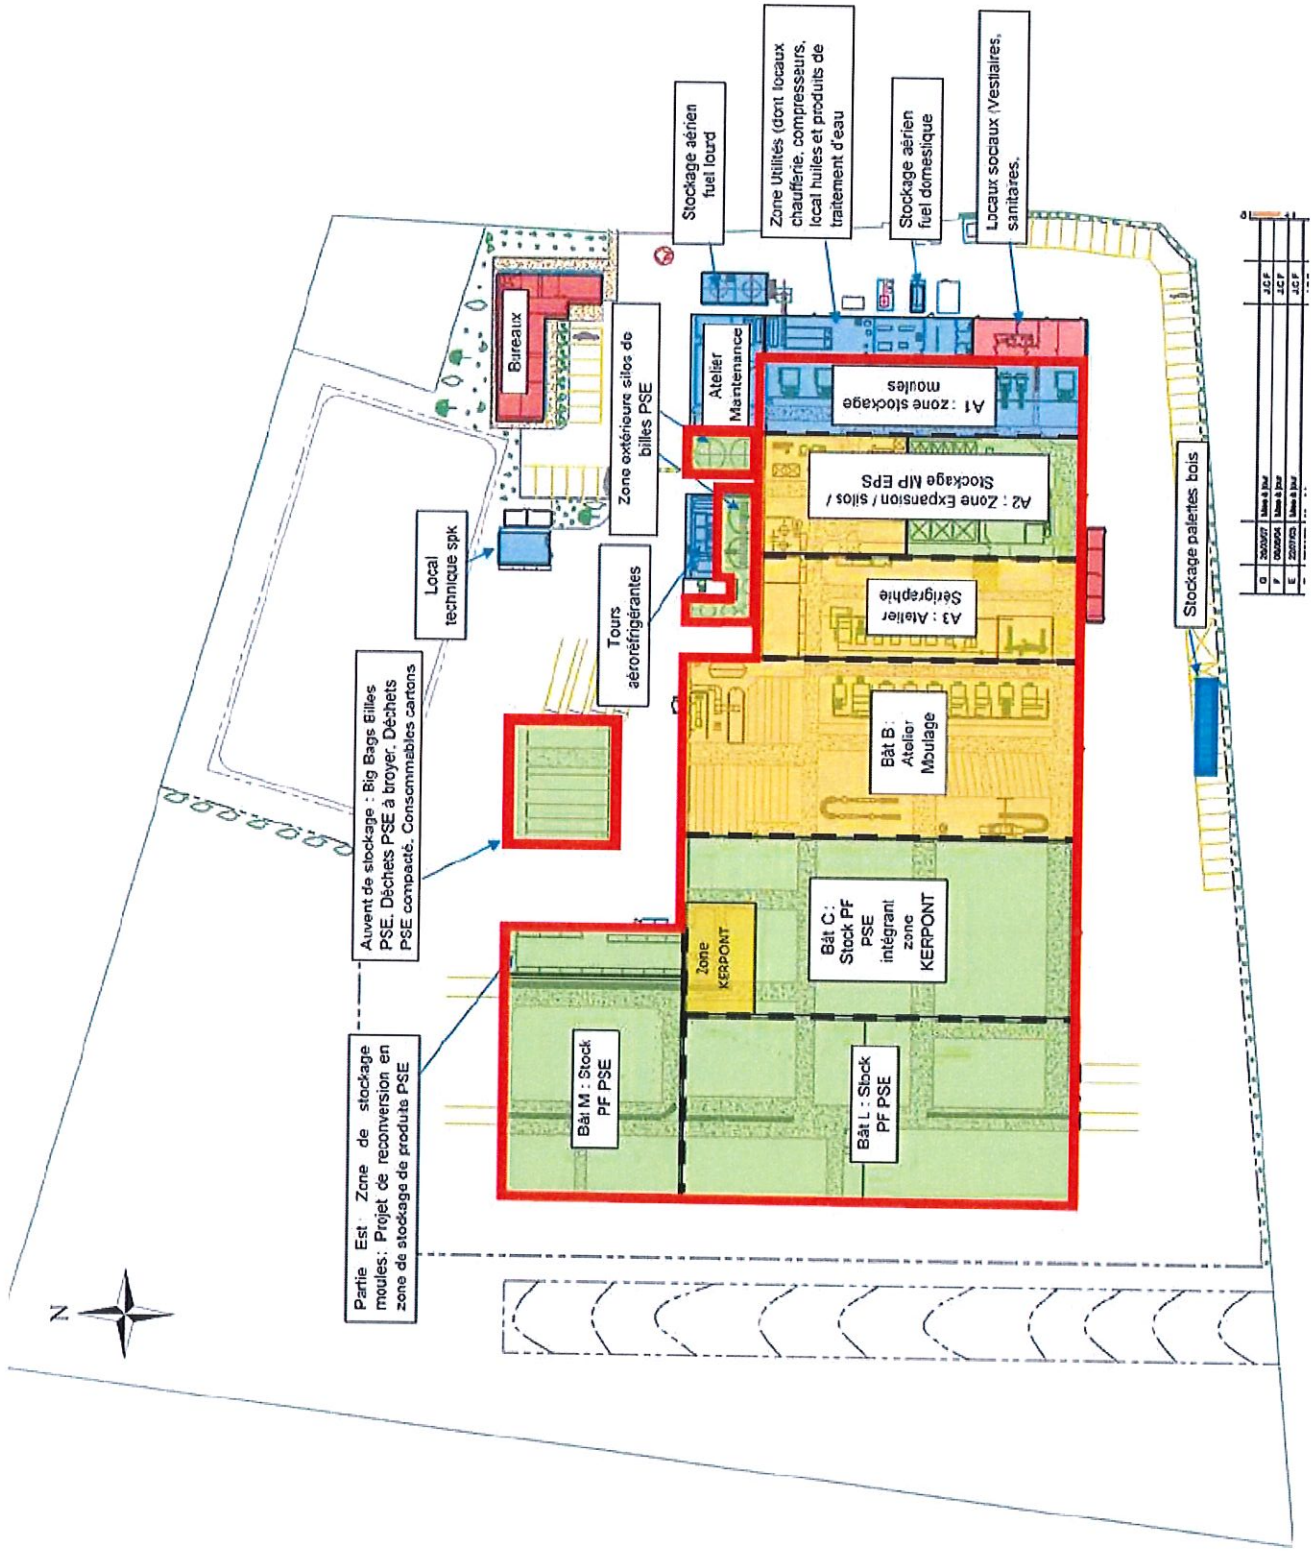 N
Partie Est : Zone de stockage
moules: Projet de reconversion en
zone de stockage de produits PSE
Auvent de stockage : Big Bags Billes
PSE. Déchets PSE à broyer. Déchets
PSE compacté. Consommables cartons
Local
technique spk
Tours
aéroréfrigérantes
Zone extérieure silos de
billes PSE
Bureaux
Atelier
Maintenance
Stockage aérien
fuel lourd
Zone Utilités (dont locaux
chaufferie, compresseurs,
local huiles et produits de
traitement d'eau
Stockage aérien
fuel domestique
Locaux sociaux (Vestiaires,
sanitaires,
A1 : zone stockage
moules
A2 : Zone Expansion / silos /
Stockage MP EPS
A3 : Atelier
Sérigraphie
Bât B :
Atelier
Moulage
Bât C :
Stock PF
PSE
intégrant
zone
KERPONT
Zone
KERPONT
Bât M : Stock
PF PSE
Bât L : Stock
PF PSE
Stockage palettes bois
G Mise à jour J.C F
F Mise à jour J.C F
E Mise à jour J.C F